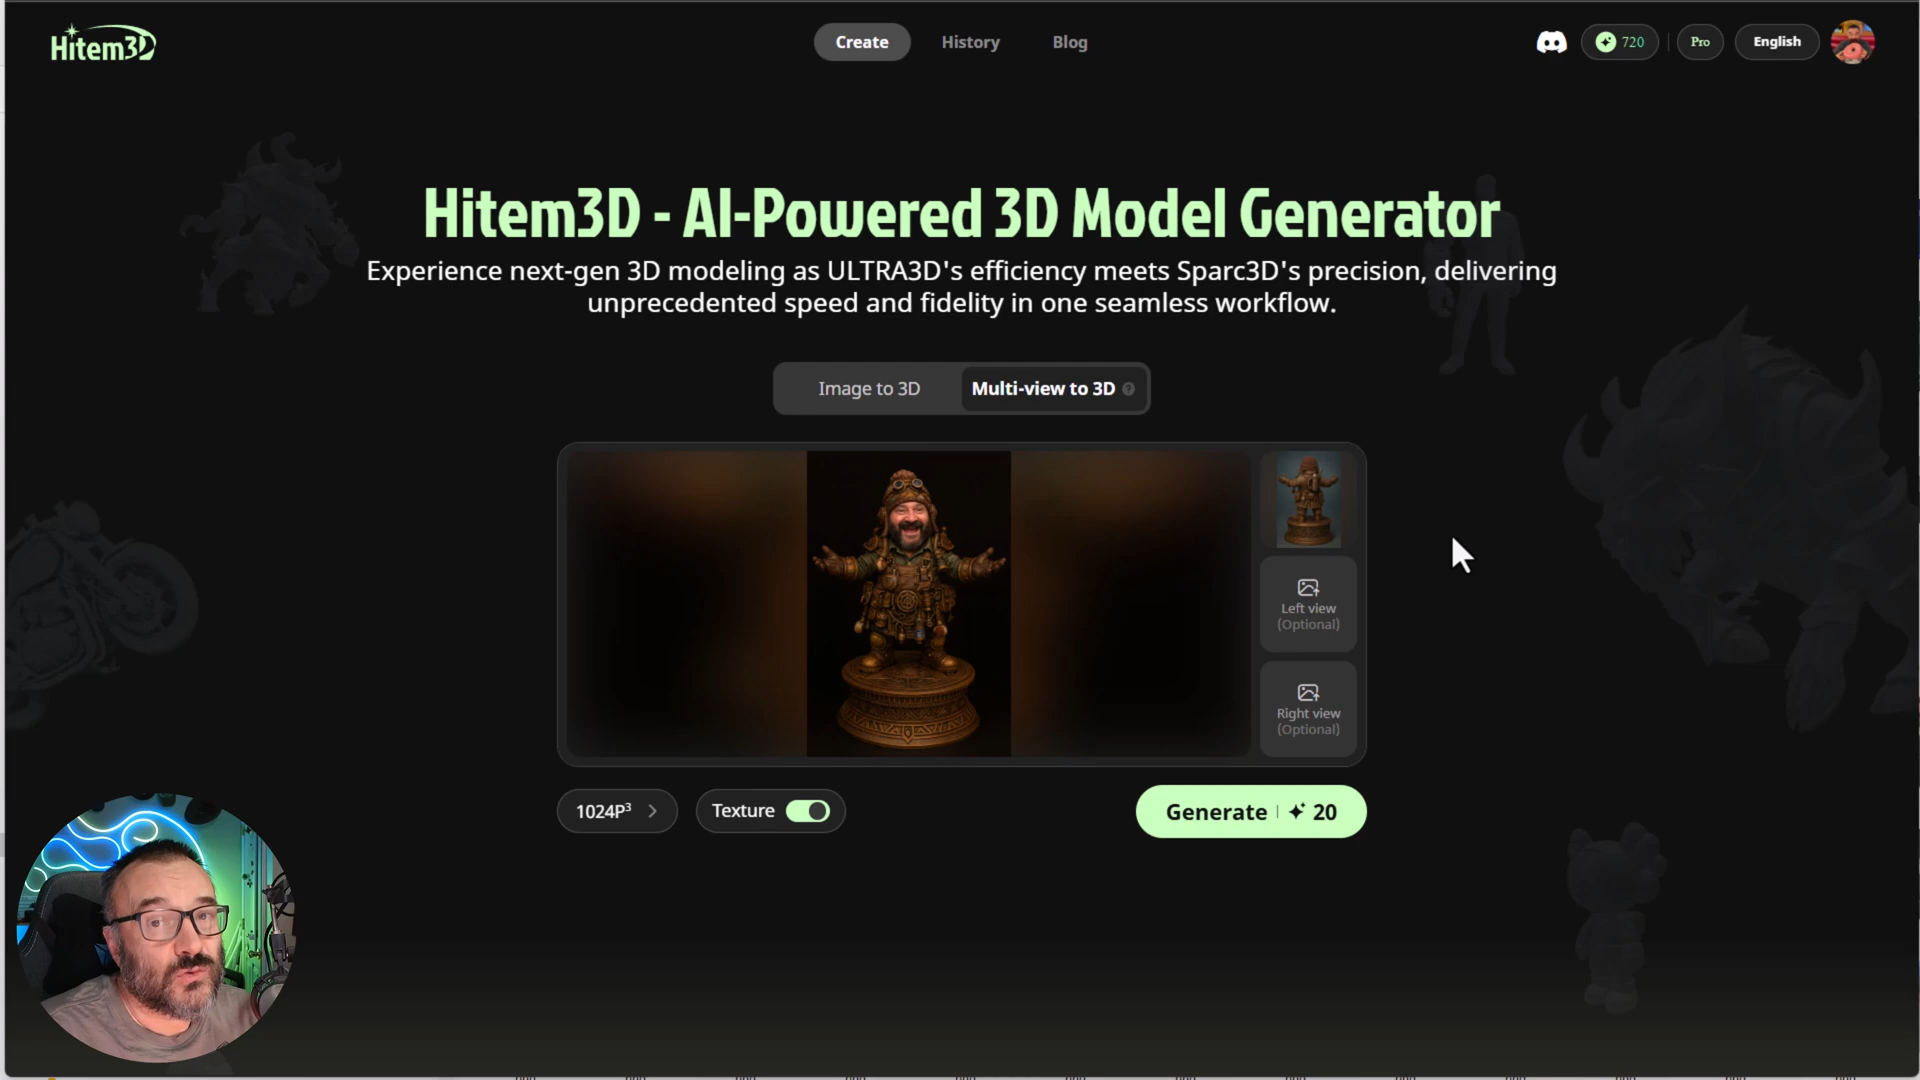 Hitem3D
Create
History
Blog
720
Pro
English
Hitem3D - AI-Powered 3D Model Generator
Experience next-gen 3D modeling as ULTRA3D's efficiency meets Sparc3D's precision, delivering
unprecedented speed and fidelity in one seamless workflow.
Image to 3D
Multi-view to 3D ?
Left view
(Optional)
Right view
(Optional)
1024P³
Texture
Generate
20